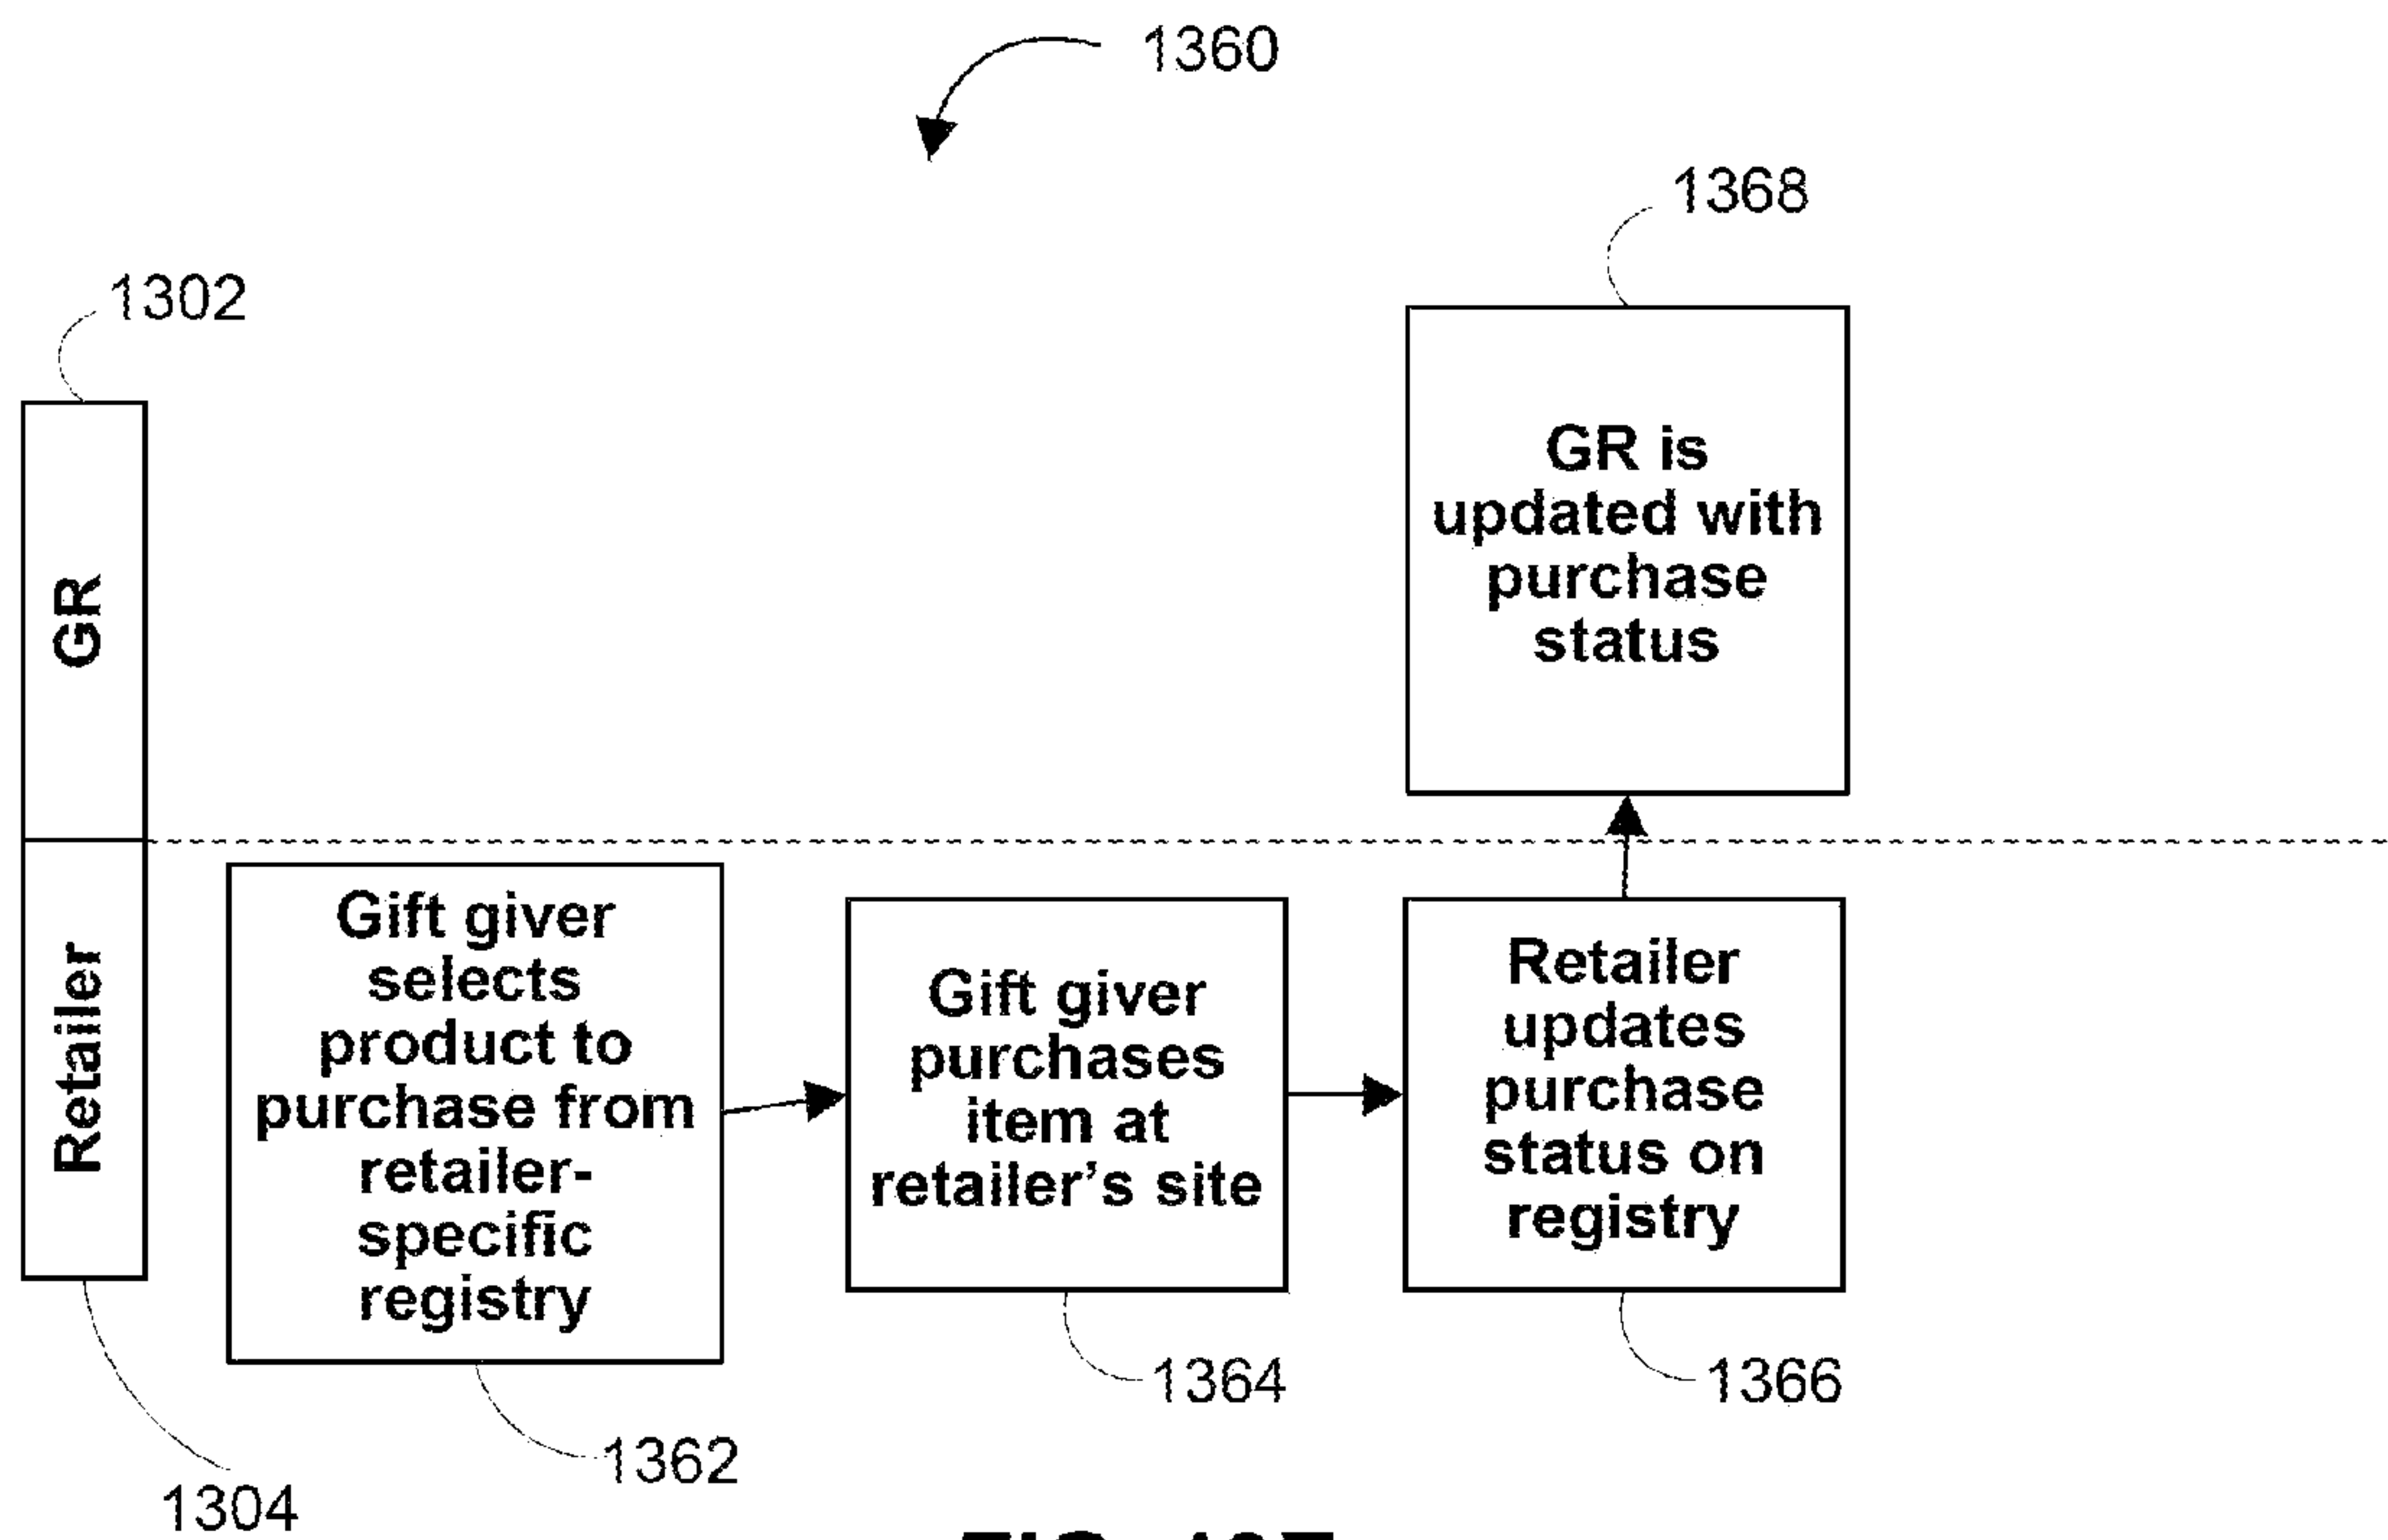 1360
1368
1302
GR is
updated with
purchase
status
GR
Retailer
Gift giver
selects
product to
purchase from
retailer-
specific
registry
Gift giver
purchases
item at
retailer's site
Retailer
updates
purchase
status on
registry
1364
1366
1362
1304